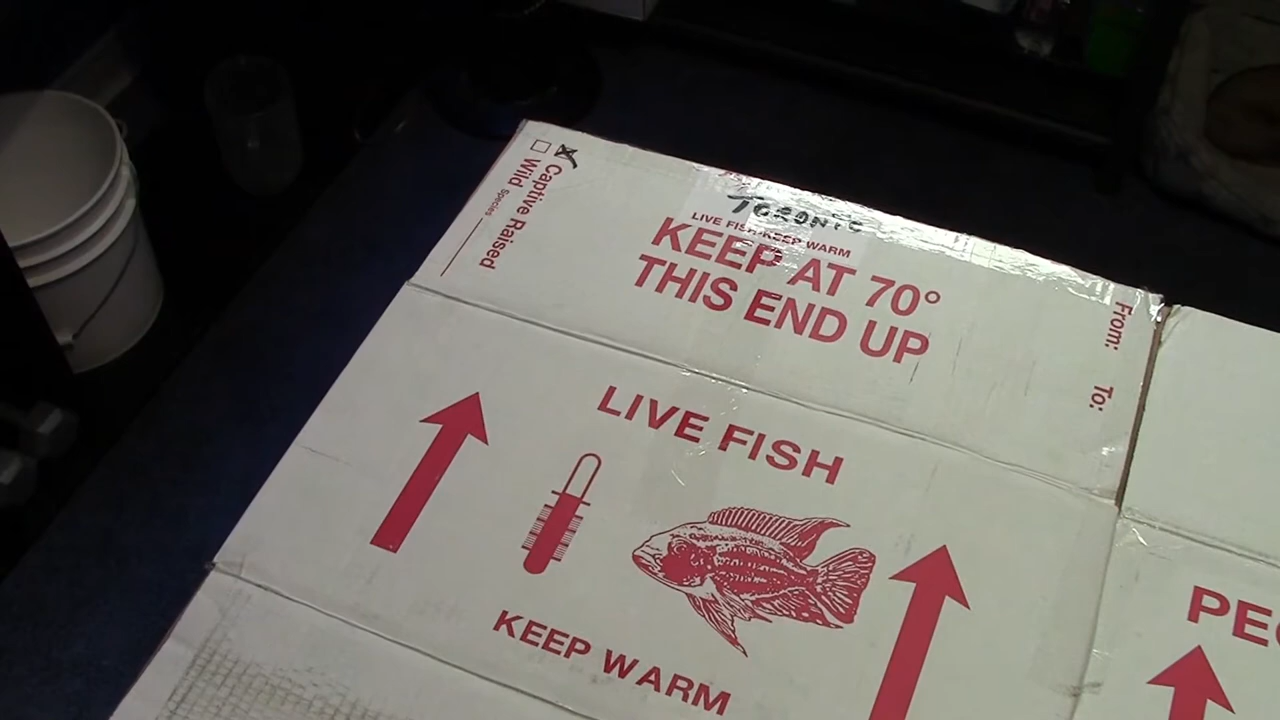 Captive Raised
Wild
Species
TORONTO
LIVE FISH-KEEP WARM
KEEP AT 70°
THIS END UP
From:
To:
LIVE FISH
KEEP WARM